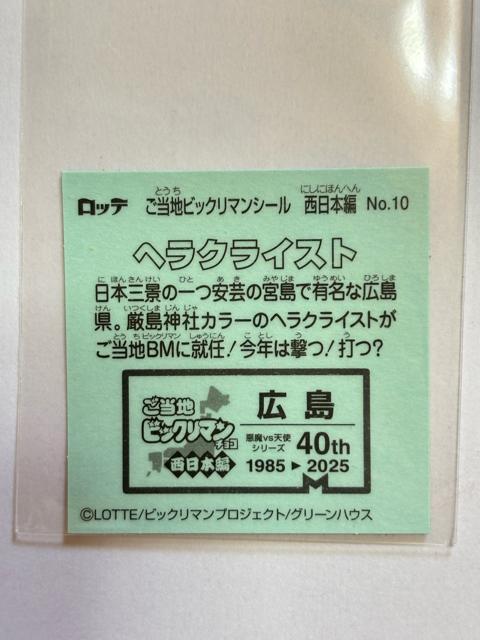 ロッテ ご当地ビックリマンシール 西日本編 No.10
ヘラクライスト
日本三景の一つ安芸の宮島で有名な広島
県。厳島神社カラーのヘラクライストが
ご当地BMに就任!今年は撃つ!打つ?
ご当地
ビックリマン
チョコ
西日本編
広島
悪魔vs天使
シリーズ 40th
1985▶2025
©LOTTE/ビックリマンプロジェクト/グリーンハウス